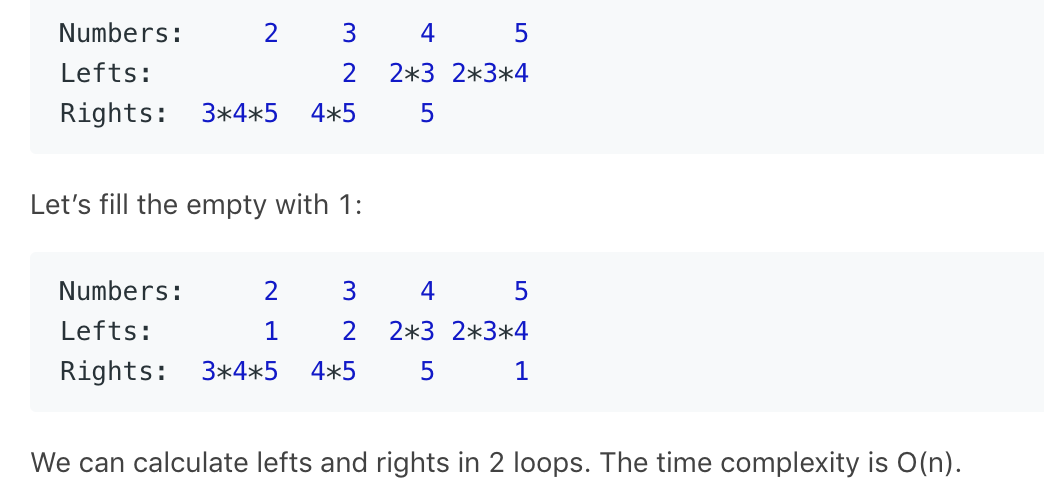 Numbers:     2    3    4     5
Lefts:            2  2*3 2*3*4
Rights:  3*4*5  4*5    5
Let’s fill the empty with 1:
Numbers:     2    3    4     5
Lefts:       1    2  2*3 2*3*4
Rights:  3*4*5  4*5    5     1
We can calculate lefts and rights in 2 loops. The time complexity is O(n).